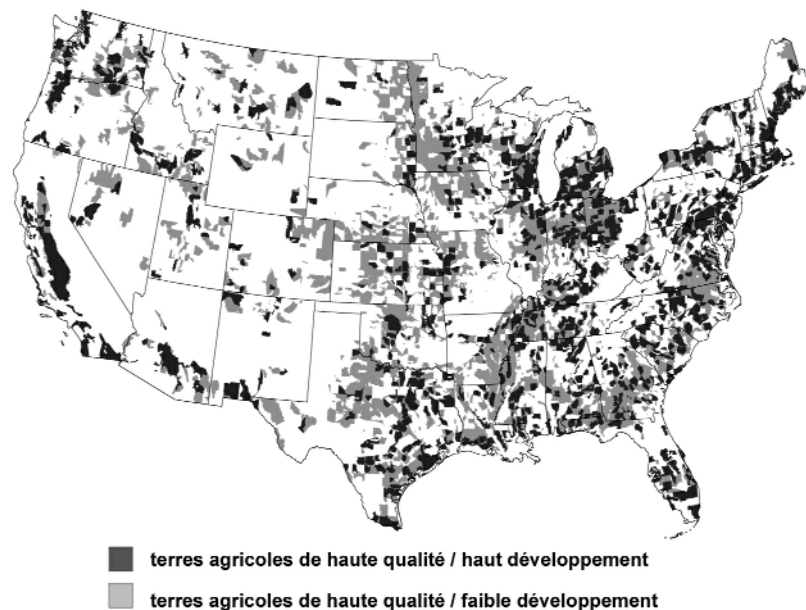 terres agricoles de haute qualité / haut développement
terres agricoles de haute qualité / faible développement